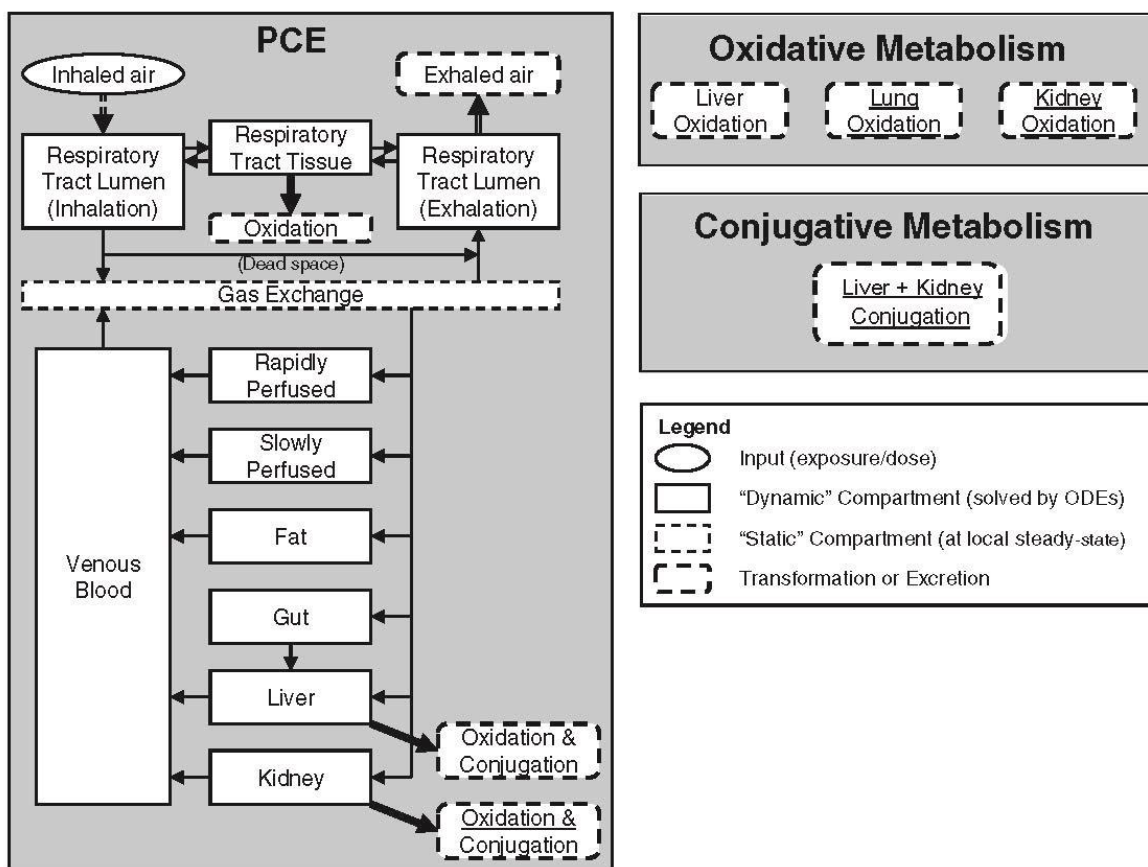 PCE
Inhaled air
Exhaled air
Respiratory
Tract Lumen
(Inhalation)
Respiratory
Tract Tissue
Respiratory
Tract Lumen
(Exhalation)
Oxidation
(Dead space)
Gas Exchange
Venous
Blood
Rapidly
Perfused
Slowly
Perfused
Fat
Gut
Liver
Kidney
Oxidation &
Conjugation
Oxidation &
Conjugation
Oxidative Metabolism
Liver
Oxidation
Lung
Oxidation
Kidney
Oxidation
Conjugative Metabolism
Liver + Kidney
Conjugation
Legend
Input (exposure/dose)
“Dynamic” Compartment (solved by ODEs)
“Static” Compartment (at local steady-state)
Transformation or Excretion